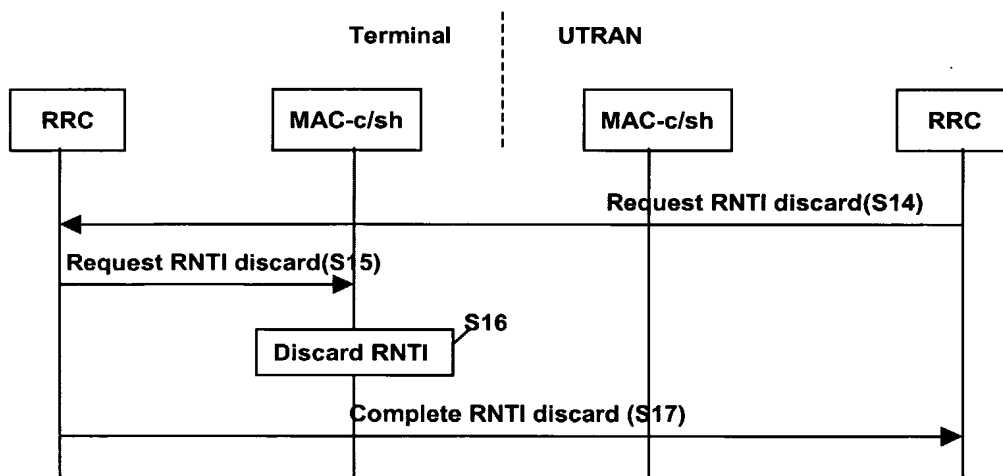 Terminal
UTRAN
RRC
MAC-c/sh
MAC-c/sh
RRC
Request RNTI discard(S14)
Request RNTI discard(S15)
S16
Discard RNTI
Complete RNTI discard (S17)